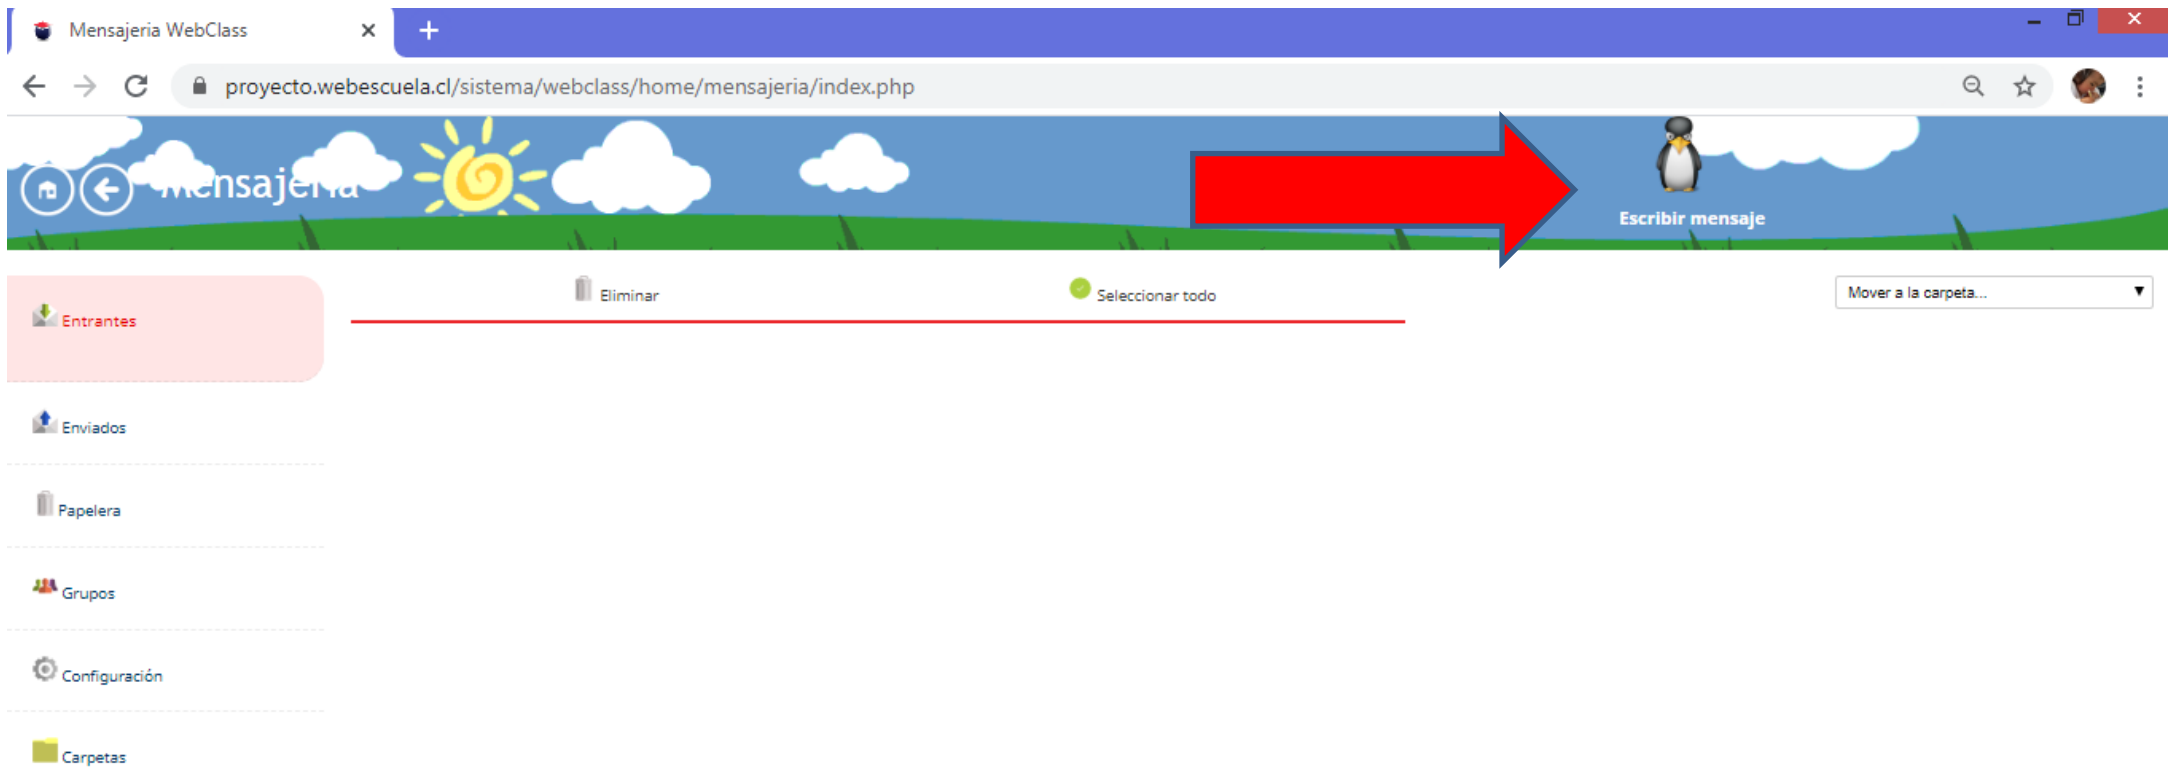 Mensajeria WebClass
proyecto.webescuela.cl/sistema/webclass/home/mensajeria/index.php
Mensajeria
Escribir mensaje
Eliminar
Seleccionar todo
Mover a la carpeta...
Entrantes
Enviados
Papelera
Grupos
Configuración
Carpetas